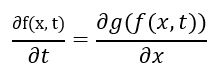 ∂f(x, t)/∂t = ∂g(f(x, t))/∂x